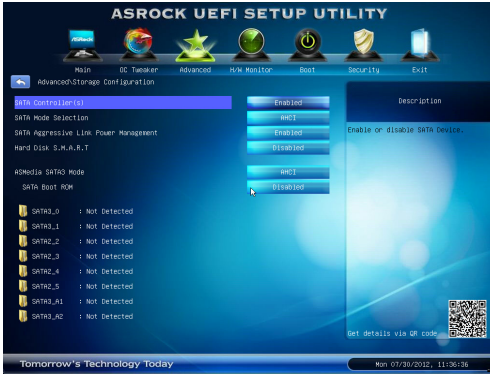 ASROCK UEFI SETUP UTILITY
ASRock
Main OC Tweaker Advanced H/W Monitor Boot Security Exit
Advanced\Storage Configuration
SATA Controller(s) Enabled
Description
SATA Mode Selection AHCI
SATA Aggressive Link Power Management Enabled
Enable or disable SATA Device.
Hard Disk S.M.A.R.T Disabled
ASMedia SATA3 Mode AHCI
SATA Boot ROM Disabled
SATA3_0 : Not Detected
SATA3_1 : Not Detected
SATA2_2 : Not Detected
SATA2_3 : Not Detected
SATA2_4 : Not Detected
SATA2_5 : Not Detected
SATA3_A1 : Not Detected
SATA3_A2 : Not Detected
Get details via QR code
Tomorrow's Technology Today
Mon 07/30/2012, 11:36:36